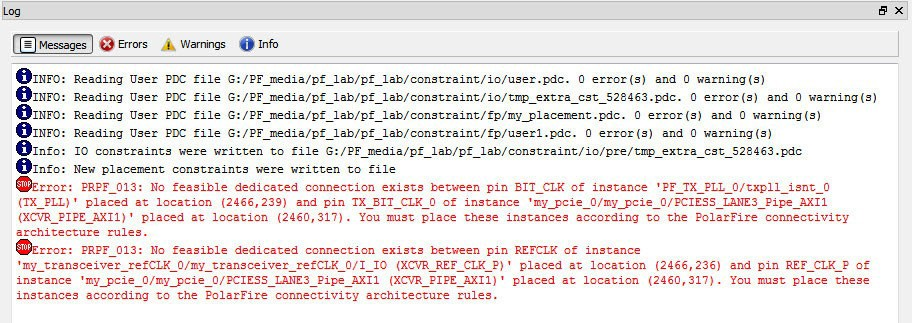 Log
Messages Errors Warnings Info
INFO: Reading User PDC file G:/PF_media/pf_lab/pf_lab/constraint/io/user.pdc. 0 error(s) and 0 warning(s)
INFO: Reading User PDC file G:/PF_media/pf_lab/pf_lab/constraint/io/tmp_extra_cst_528463.pdc. 0 error(s) and 0 warning(s)
INFO: Reading User PDC file G:/PF_media/pf_lab/pf_lab/constraint/fp/my_placement.pdc. 0 error(s) and 0 warning(s)
INFO: Reading User PDC file G:/PF_media/pf_lab/pf_lab/constraint/fp/user1.pdc. 0 error(s) and 0 warning(s)
Info: IO constraints were written to file G:/PF_media/pf_lab/pf_lab/constraint/io/pre/tmp_extra_cst_528463.pdc
Info: New placement constraints were written to file
STOP Error: PRPF_013: No feasible dedicated connection exists between pin BIT_CLK of instance 'PF_TX_PLL_0/txpll_isnt_0
(TX_PLL)' placed at location (2466,239) and pin TX_BIT_CLK_0 of instance 'my_pcie_0/my_pcie_0/PCIESS_LANE3_Pipe_AXI1
(XCVR_PIPE_AXI1)' placed at location (2460,317). You must place these instances according to the PolarFire connectivity
architecture rules.
STOP Error: PRPF_013: No feasible dedicated connection exists between pin REFCLK of instance
'my_transceiver_refCLK_0/my_transceiver_refCLK_0/I_IO (XCVR_REF_CLK_P)' placed at location (2466,236) and pin REF_CLK_P of
instance 'my_pcie_0/my_pcie_0/PCIESS_LANE3_Pipe_AXI1 (XCVR_PIPE_AXI1)' placed at location (2460,317). You must place these
instances according to the PolarFire connectivity architecture rules.